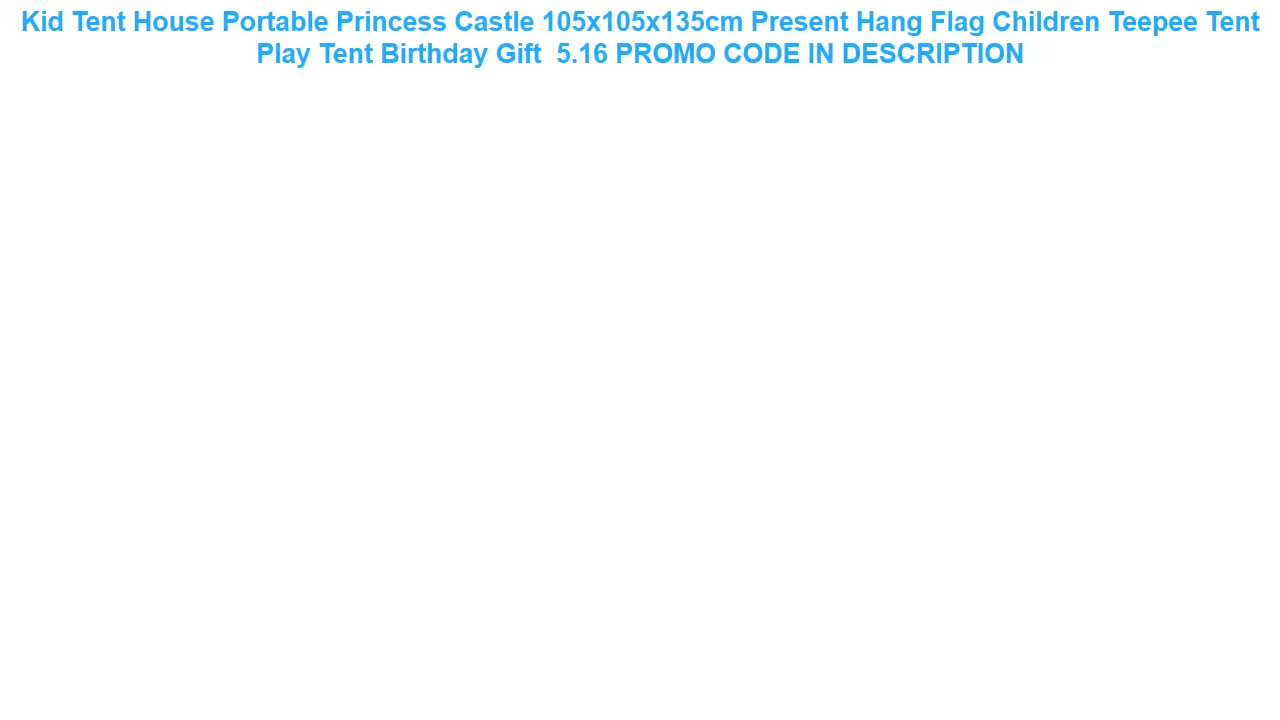 Kid Tent House Portable Princess Castle 105x105x135cm Present Hang Flag Children Teepee Tent
Play Tent Birthday Gift  5.16 PROMO CODE IN DESCRIPTION